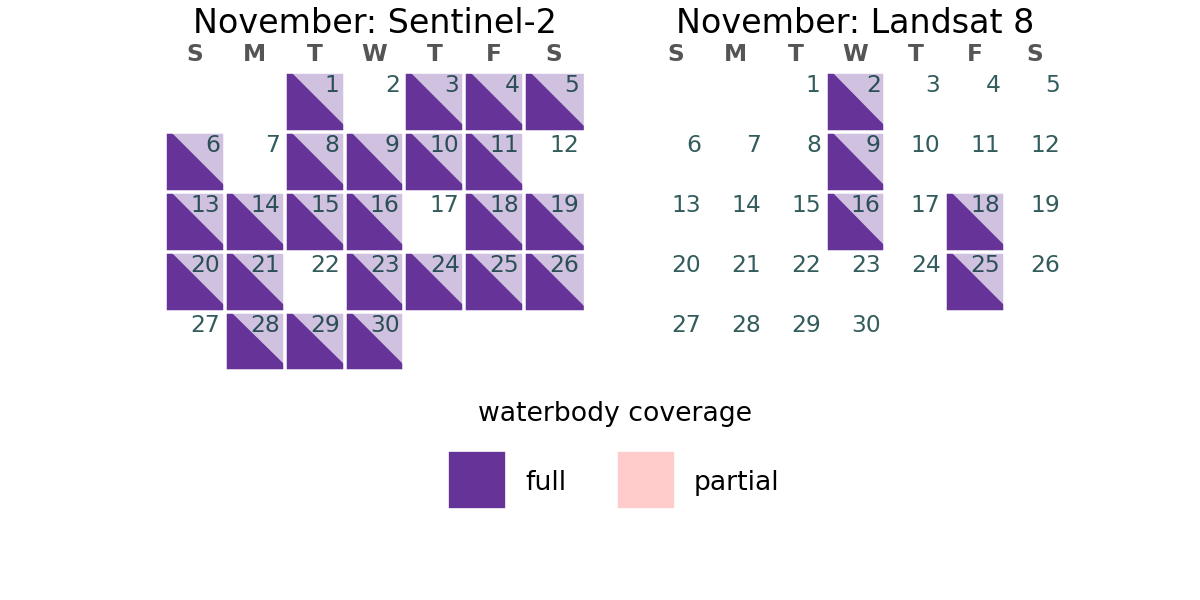 November: Sentinel-2
S M T W T F S
1 2 3 4 5
6 7 8 9 10 11 12
13 14 15 16 17 18 19
20 21 22 23 24 25 26
27 28 29 30
November: Landsat 8
S M T W T F S
1 2 3 4 5
6 7 8 9 10 11 12
13 14 15 16 17 18 19
20 21 22 23 24 25 26
27 28 29 30
waterbody coverage
full
partial